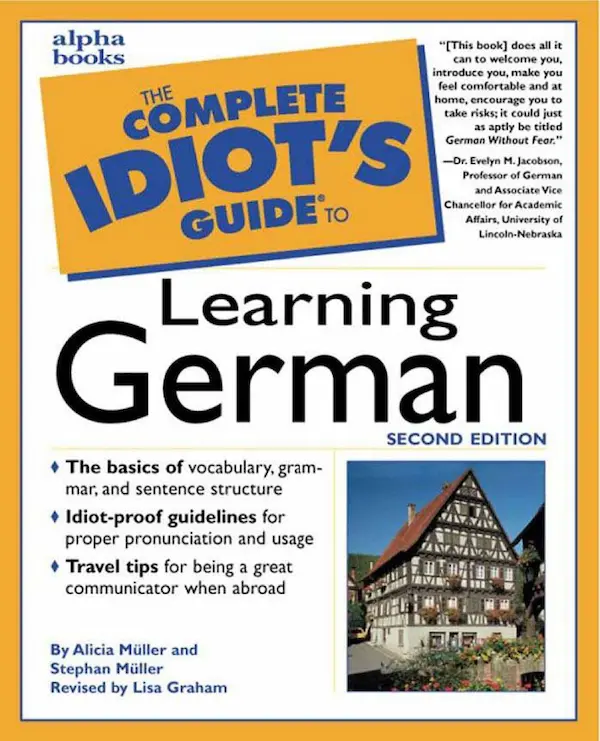 alpha
books
THE
COMPLETE
IDIOT'S
GUIDE® TO
“[This book] does all it
can to welcome you,
introduce you, make you
feel comfortable and at
home, encourage you to
take risks; it could just
as aptly be titled
German Without Fear.”
—Dr. Evelyn M. Jacobson,
Professor of German
and Associate Vice
Chancellor for Academic
Affairs, University of
Lincoln-Nebraska
Learning
German
SECOND EDITION
♦ The basics of vocabulary, gram-
mar, and sentence structure
♦ Idiot-proof guidelines for
proper pronunciation and usage
♦ Travel tips for being a great
communicator when abroad
By Alicia Müller and
Stephan Müller
Revised by Lisa Graham